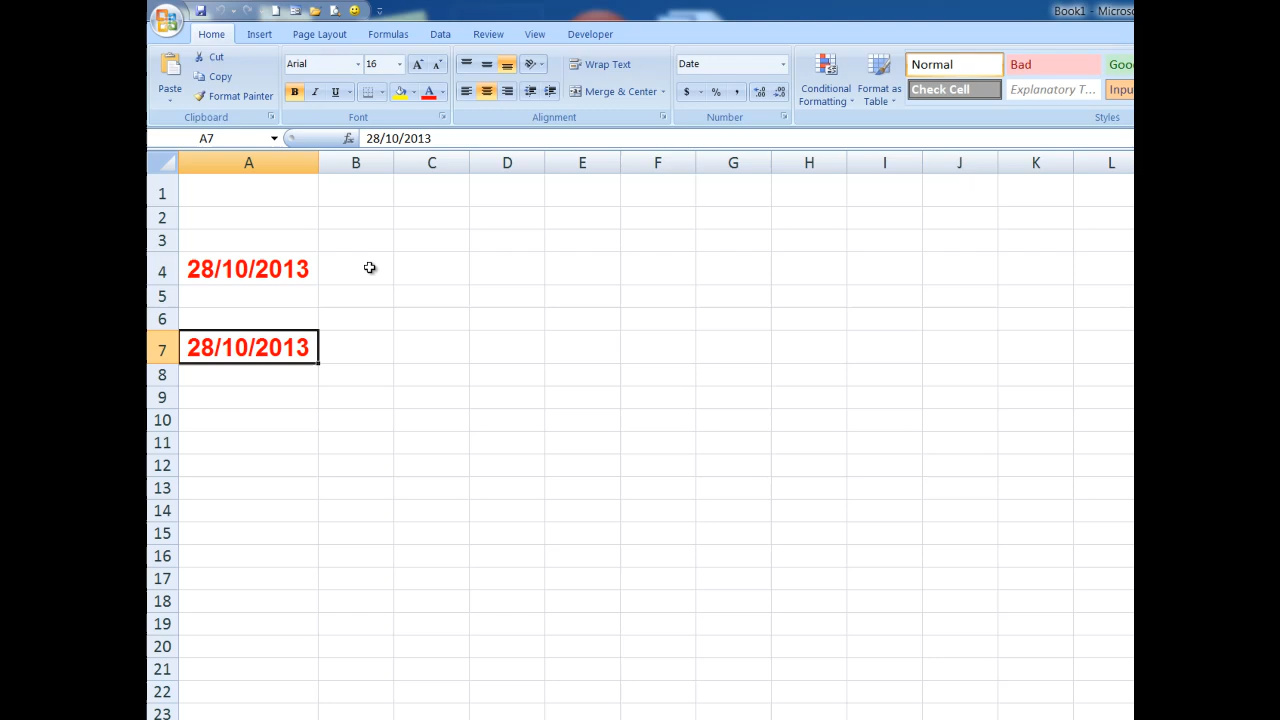 Book1 - Micros
Home Insert Page Layout Formulas Data Review View Developer
Paste Cut Copy Format Painter
Clipboard
Arial 16
B I U A A A
Font
Wrap Text
Merge & Center
Alignment
Date
$ % ,
Number
Conditional Formatting
Format as Table
Normal Bad Good
Check Cell Explanatory T... Inpu
Styles
A7 fx 28/10/2013
A B C D E F G H I J K L
1
2
3
4 28/10/2013
5
6
7 28/10/2013
8
9
10
11
12
13
14
15
16
17
18
19
20
21
22
23